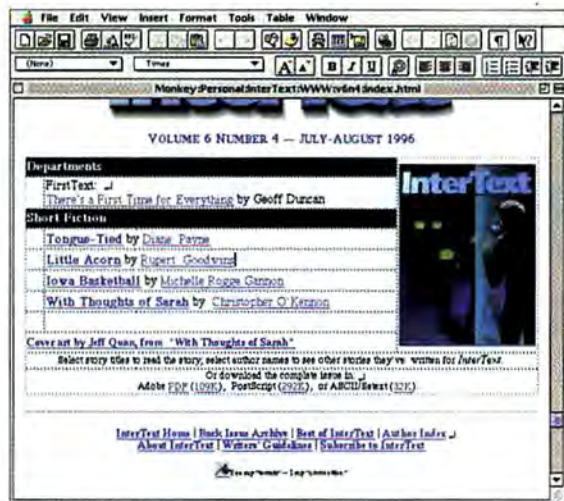 File Edit View Insert Format Tools Table Window
(None) Times A A B I U
Monkey:Personal:InterText:WWW:v6n4:index.html
InterText
VOLUME 6 NUMBER 4 — JULY-AUGUST 1996
Departments
FirstText:
There's a First Time for Everything by Geoff Duncan
Short Fiction
Tongue-Tied by Diane Payne
Little Acorn by Rupert Goodwins
Iowa Basketball by Michelle Rogge Gannon
With Thoughts of Sarah by Christopher O'Kennon
InterText
Cover art by Jeff Quan, from "With Thoughts of Sarah"
Select story titles to read the story; select author names to see other stories they've written for InterText.
Or download the complete issue in
Adobe PDF (109K), PostScript (292K), or ASCII/Setext (32K).
InterText Home | Back Issue Archive | Best of InterText | Author Index
About InterText | Writers' Guidelines | Subscribe to InterText